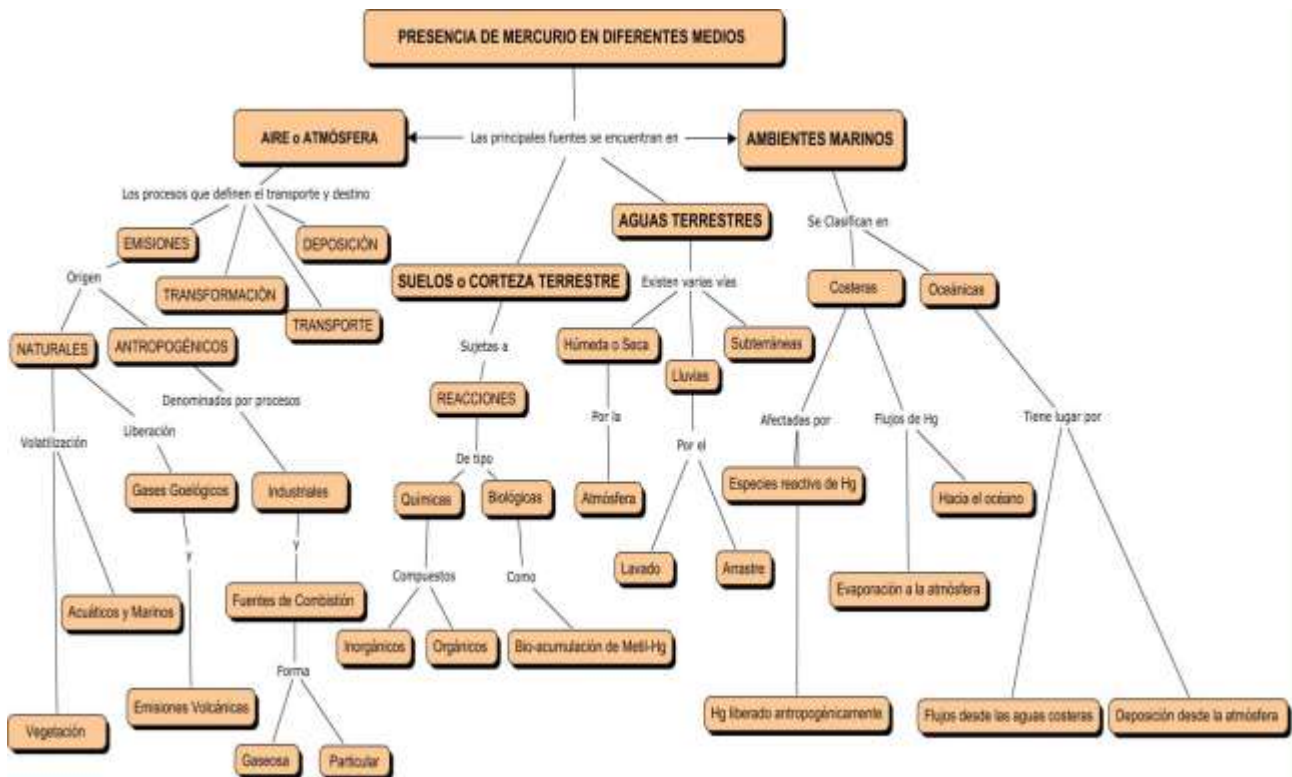 PRESENCIA DE MERCURIO EN DIFERENTES MEDIOS
AIRE o ATMÓSFERA
Las principales fuentes se encuentran en
AMBIENTES MARINOS
Los procesos que definen el transporte y destino
EMISIONES
DEPOSICIÓN
AGUAS TERRESTRES
Se Clasifican en
Origen
TRANSFORMACIÓN
TRANSPORTE
SUELOS o CORTEZA TERRESTRE
Existen varias vías
Costeras
Oceánicas
NATURALES
ANTROPOGÉNICOS
Sujetas a
Húmeda o Seca
Lluvias
Subterráneas
Denominados por procesos
REACCIONES
Volatilización
Liberación
Por la
Por el
Afectadas por
Flujos de Hg
Tiene lugar por
De tipo
Gases Goelógicos
Industriales
Químicas
Biológicas
Atmósfera
Especies reactiva de Hg
Hacia el océano
Y
Y
Lavado
Arrastre
Compuestos
Como
Acuáticos y Marinos
Fuentes de Combistión
Evaporación a la atmósfera
Inorgánicos
Orgánicos
Bio-acumulación de Metil-Hg
Forma
Vegetación
Emisiones Volcánicas
Hg liberado antropogénicamente
Flujos desde las aguas costeras
Deposición desde la atmósfera
Gaseosa
Particular